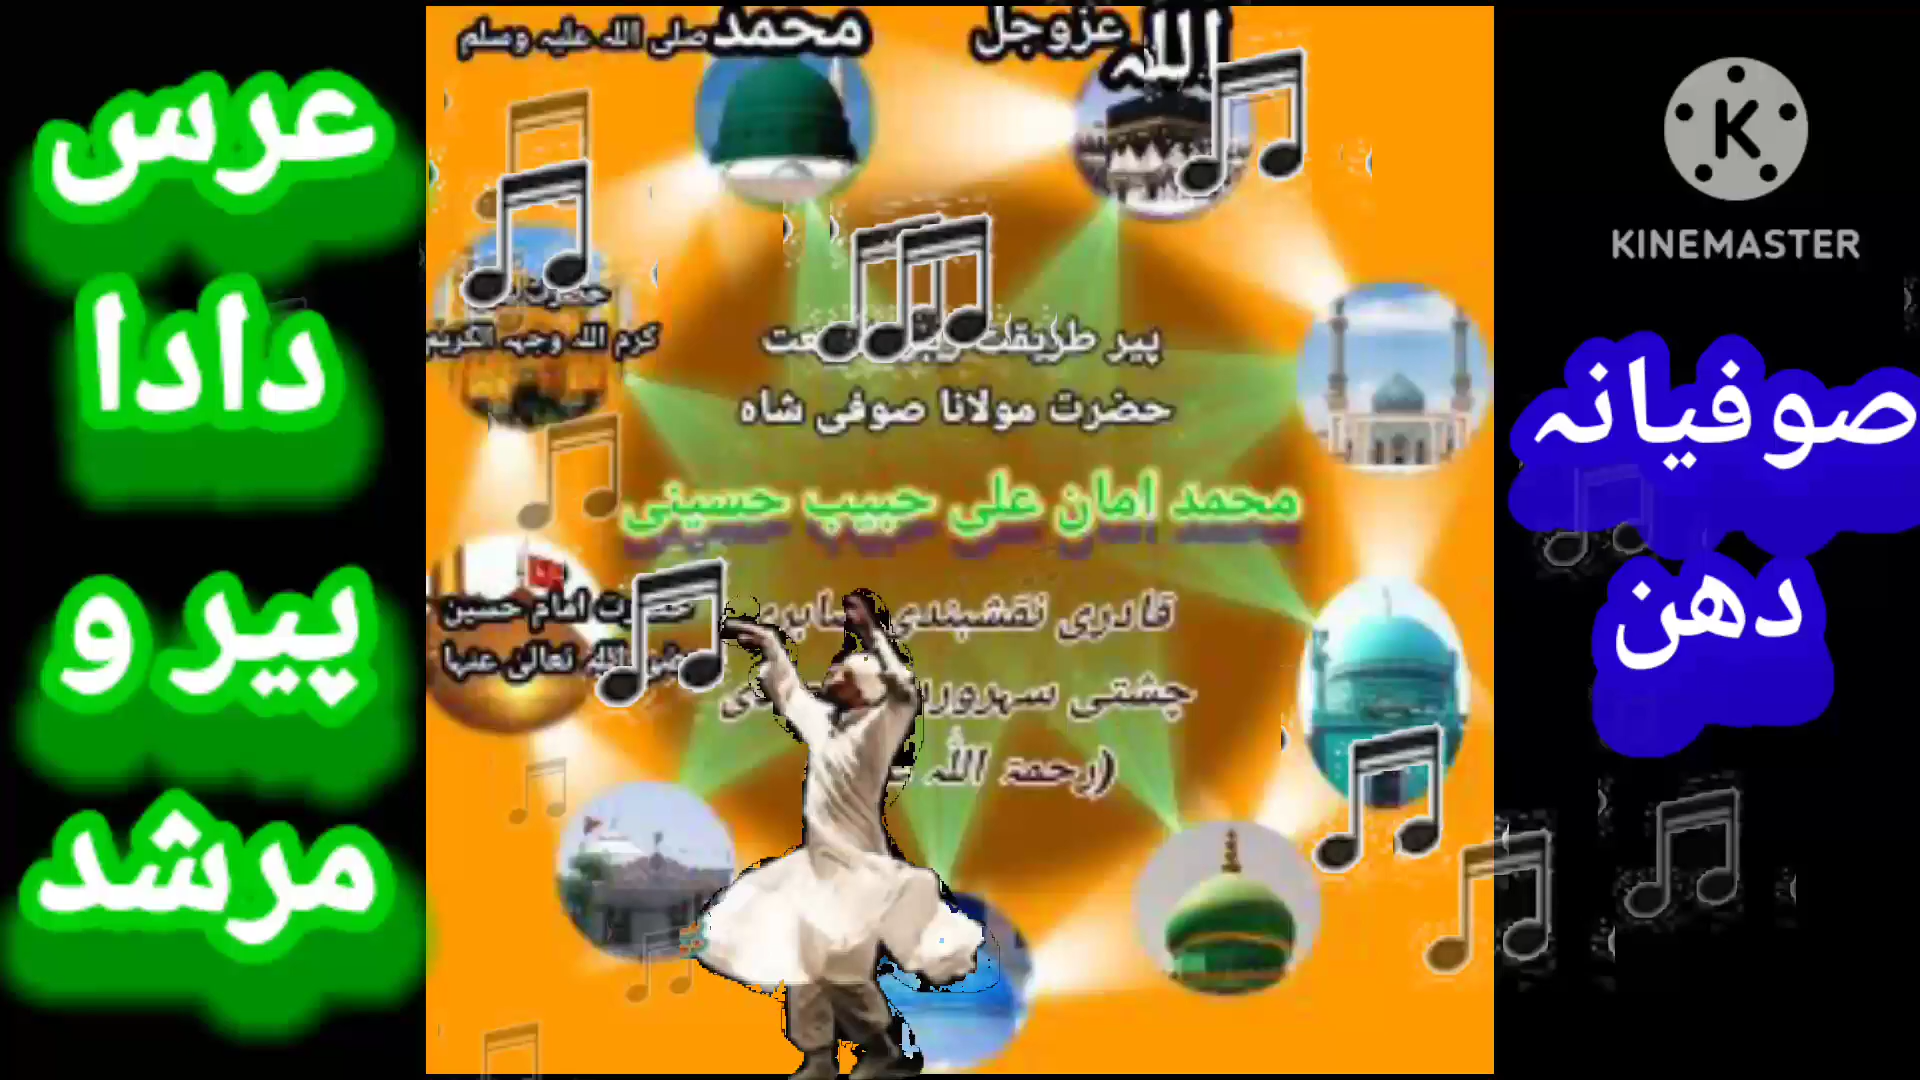 عرس
دادا
پیر و
مرشد
محمد صلی اللہ علیہ وسلم
اللہ عزوجل
کرم اللہ وجہہ الکریم
پیر طریقت
حضرت مولانا صوفی شاہ
محمد امان علی حبیب حسینی
قادری نقشبندی
چشتی
(رحمۃ اللہ
حضرت امام حسین
تعالیٰ عنہا
KINEMASTER
صوفیانہ
دھن